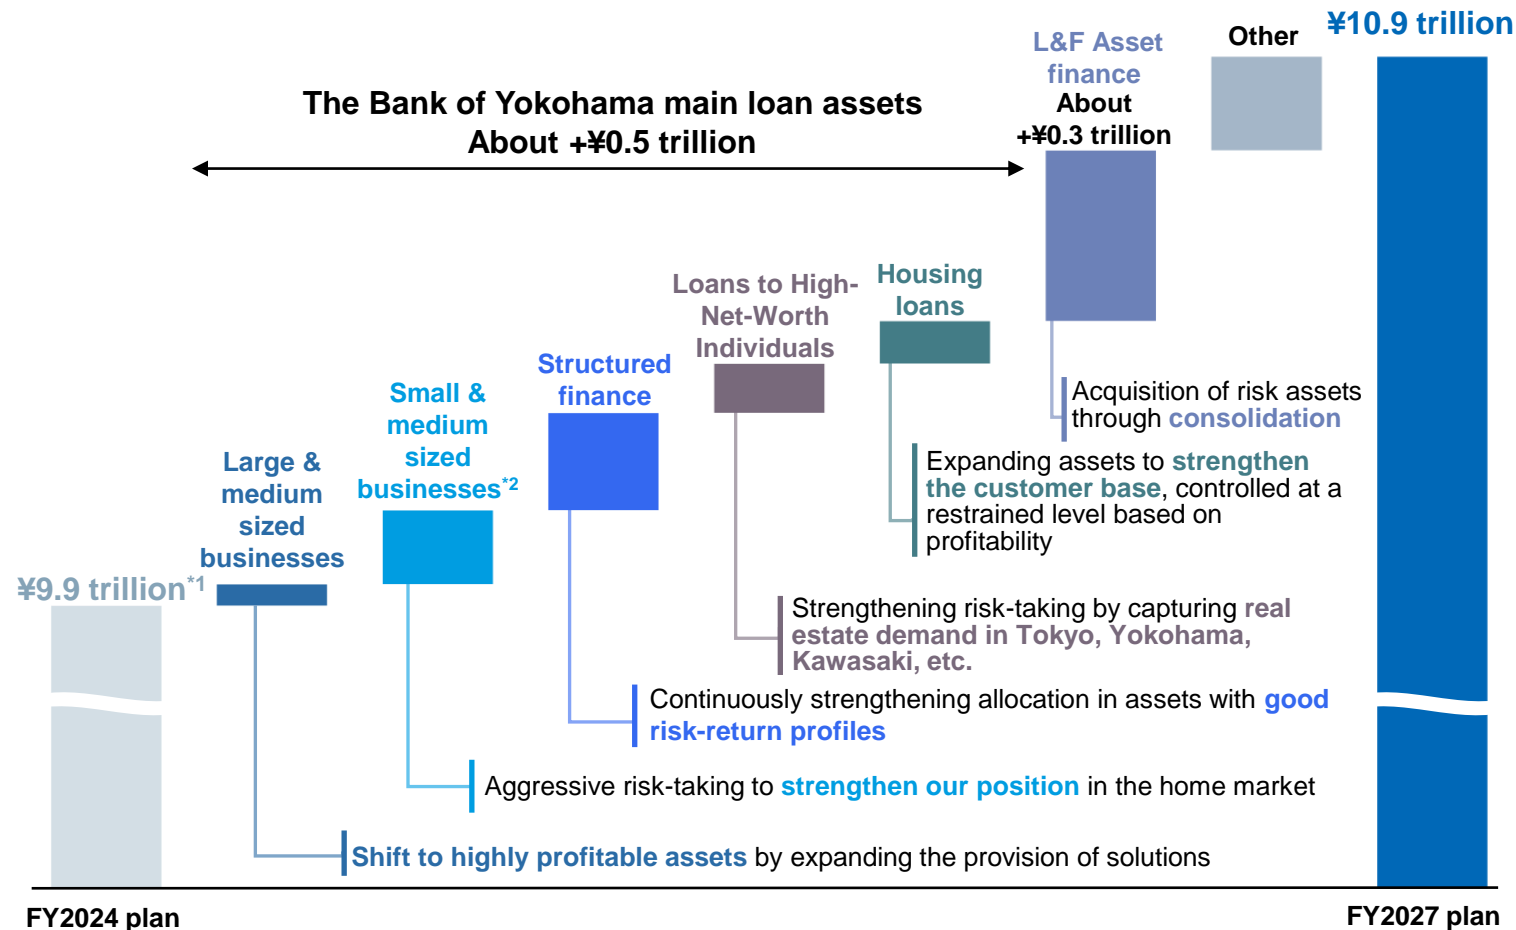 ¥10.9 trillion
Other
L&F Asset
finance
About
+¥0.3 trillion
The Bank of Yokohama main loan assets
About +¥0.5 trillion
Housing
loans
Loans to High-
Net-Worth
Individuals
Structured
finance
Small &
medium
sized
businesses*2
Large &
medium
sized
businesses
¥9.9 trillion*1
Acquisition of risk assets
through consolidation
Expanding assets to strengthen
the customer base, controlled at a
restrained level based on
profitability
Strengthening risk-taking by capturing real
estate demand in Tokyo, Yokohama,
Kawasaki, etc.
Continuously strengthening allocation in assets with good
risk-return profiles
Aggressive risk-taking to strengthen our position in the home market
Shift to highly profitable assets by expanding the provision of solutions
FY2024 plan
FY2027 plan